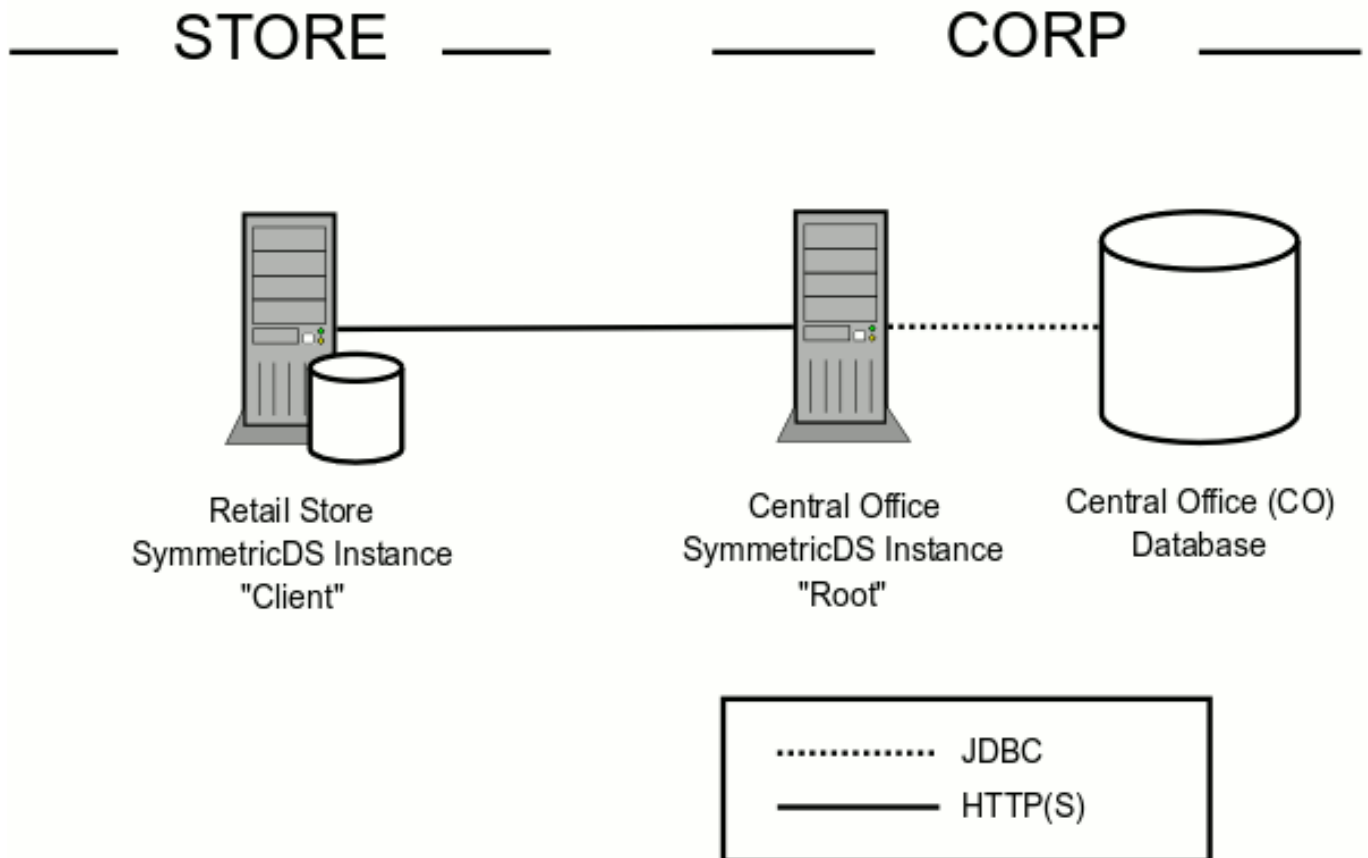 STORE
CORP
Retail Store
SymmetricDS Instance
"Client"
Central Office
SymmetricDS Instance
"Root"
Central Office (CO)
Database
JDBC
HTTP(S)